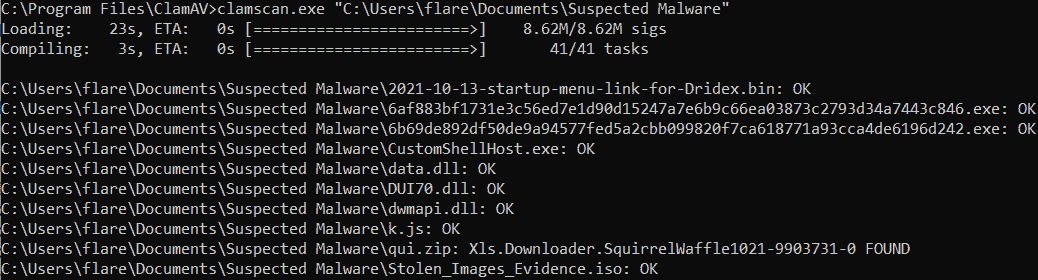 C:\Program Files\ClamAV>clamscan.exe "C:\Users\flare\Documents\Suspected Malware"
Loading:    23s, ETA:   0s [========================>]    8.62M/8.62M sigs
Compiling:   3s, ETA:   0s [========================>]       41/41 tasks
C:\Users\flare\Documents\Suspected Malware\2021-10-13-startup-menu-link-for-Dridex.bin: OK
C:\Users\flare\Documents\Suspected Malware\6af883bf1731e3c56ed7e1d90d15247a7e6b9c66ea03873c2793d34a7443c846.exe: OK
C:\Users\flare\Documents\Suspected Malware\6b69de892df50de9a94577fed5a2cbb099820f7ca618771a93cca4de6196d242.exe: OK
C:\Users\flare\Documents\Suspected Malware\CustomShellHost.exe: OK
C:\Users\flare\Documents\Suspected Malware\data.dll: OK
C:\Users\flare\Documents\Suspected Malware\DUI70.dll: OK
C:\Users\flare\Documents\Suspected Malware\dwmapi.dll: OK
C:\Users\flare\Documents\Suspected Malware\k.js: OK
C:\Users\flare\Documents\Suspected Malware\qui.zip: Xls.Downloader.SquirrelWaffle1021-9903731-0 FOUND
C:\Users\flare\Documents\Suspected Malware\Stolen_Images_Evidence.iso: OK